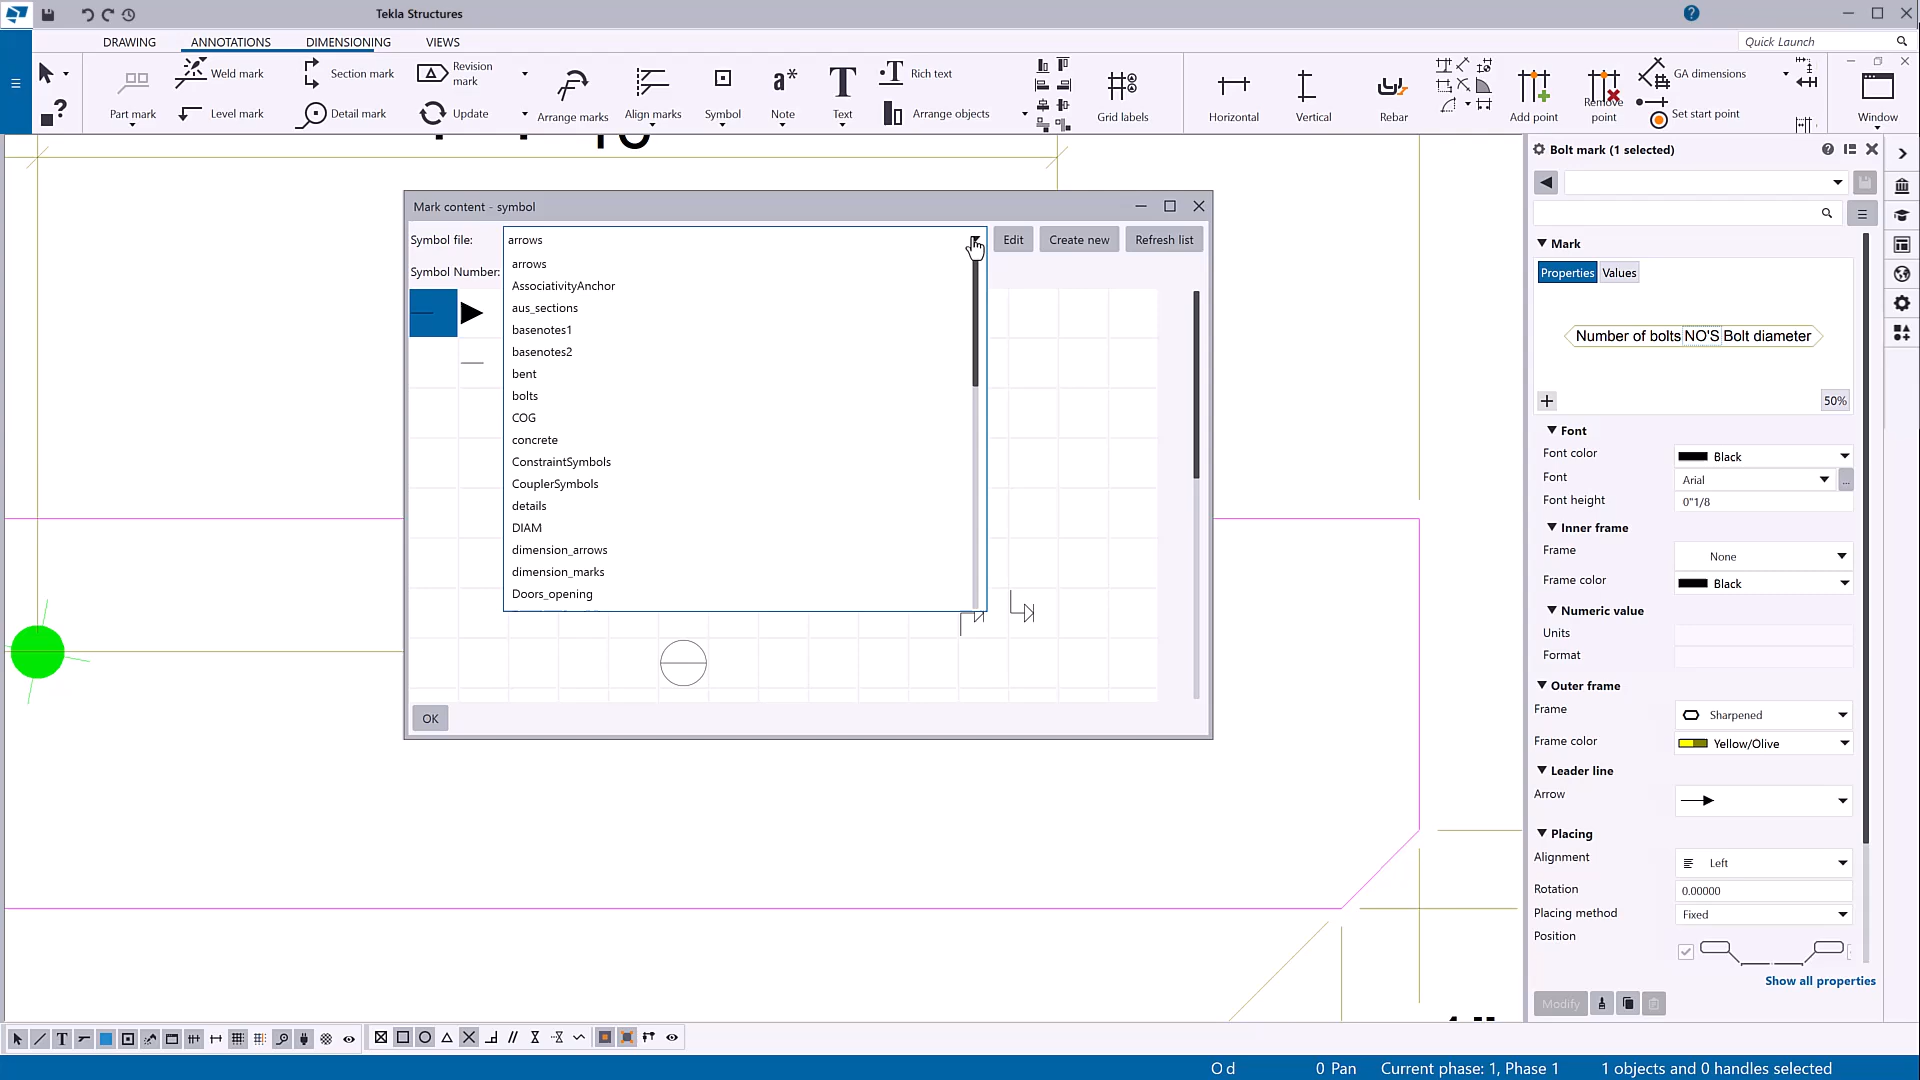 Tekla Structures
DRAWING ANNOTATIONS DIMENSIONING VIEWS
Quick Launch
Part mark
Weld mark
Level mark
Section mark
Detail mark
Revision mark
Update
Arrange marks
Align marks
Symbol
Note
Text
Rich text
Arrange objects
Grid labels
Horizontal
Vertical
Rebar
Add point
Remove point
GA dimensions
Set start point
Window
Mark content - symbol
Symbol file: arrows
Edit Create new Refresh list
Symbol Number:
arrows
AssociativityAnchor
aus_sections
basenotes1
basenotes2
bent
bolts
COG
concrete
ConstraintSymbols
CouplerSymbols
details
DIAM
dimension_arrows
dimension_marks
Doors_opening
OK
Bolt mark (1 selected)
Mark
Properties Values
Number of bolts NO'S Bolt diameter
50%
Font
Font color Black
Font Arial ...
Font height 0"1/8
Inner frame
Frame None
Frame color Black
Numeric value
Units
Format
Outer frame
Frame Sharpened
Frame color Yellow/Olive
Leader line
Arrow
Placing
Alignment Left
Rotation 0.00000
Placing method Fixed
Position
Show all properties
Modify
O d 0 Pan Current phase: 1, Phase 1 1 objects and 0 handles selected